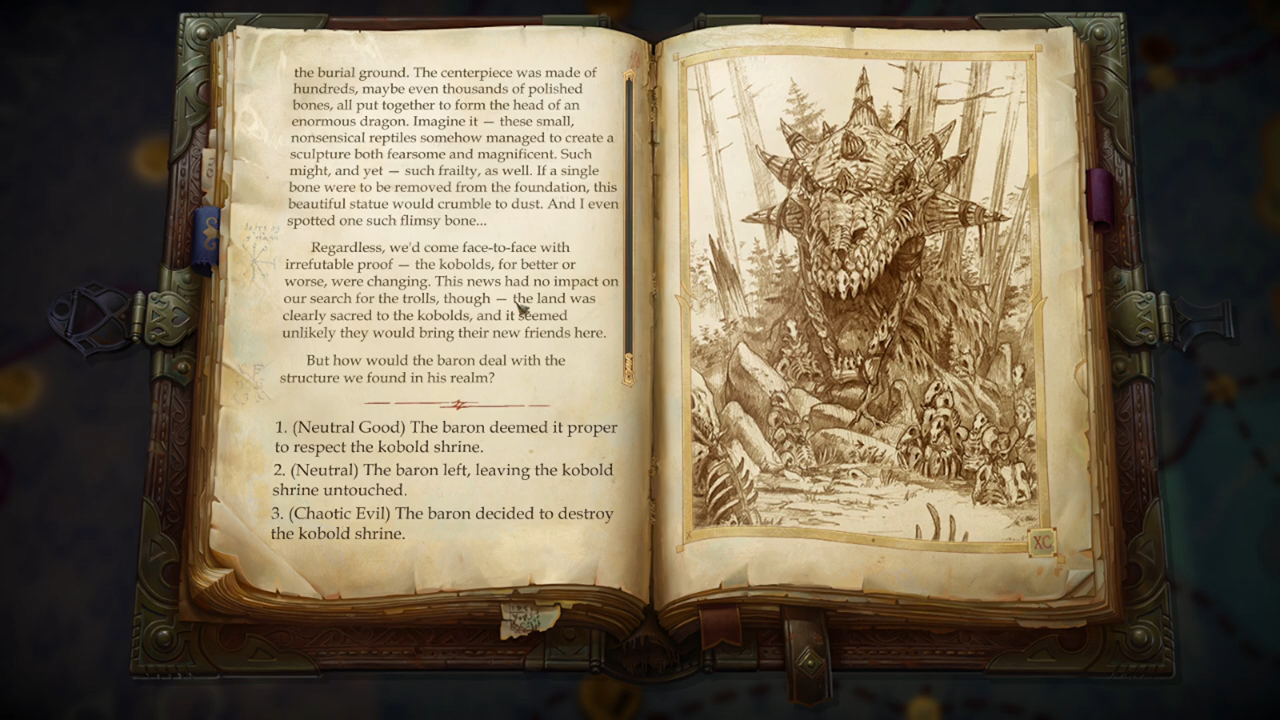 the burial ground. The centerpiece was made of
hundreds, maybe even thousands of polished
bones, all put together to form the head of an
enormous dragon. Imagine it — these small,
nonsensical reptiles somehow managed to create a
sculpture both fearsome and magnificent. Such
might, and yet — such frailty, as well. If a single
bone were to be removed from the foundation, this
beautiful statue would crumble to dust. And I even
spotted one such flimsy bone...
Regardless, we'd come face-to-face with
irrefutable proof — the kobolds, for better or
worse, were changing. This news had no impact on
our search for the trolls, though — the land was
clearly sacred to the kobolds, and it seemed
unlikely they would bring their new friends here.
But how would the baron deal with the
structure we found in his realm?
1. (Neutral Good) The baron deemed it proper
to respect the kobold shrine.
2. (Neutral) The baron left, leaving the kobold
shrine untouched.
3. (Chaotic Evil) The baron decided to destroy
the kobold shrine.
XC